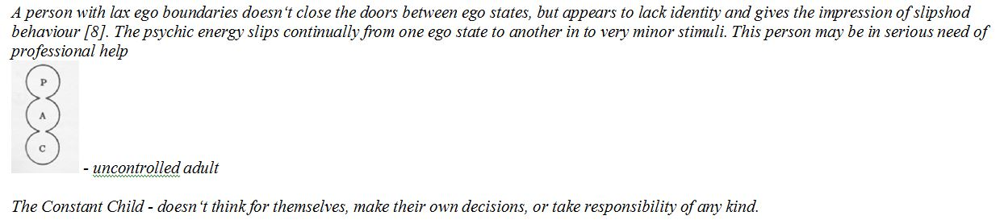 A person with lax ego boundaries doesn‘t close the doors between ego states, but appears to lack identity and gives the impression of slipshod
behaviour [8]. The psychic energy slips continually from one ego state to another in to very minor stimuli. This person may be in serious need of
professional help
P
A
C
- uncontrolled adult
The Constant Child - doesn‘t think for themselves, make their own decisions, or take responsibility of any kind.